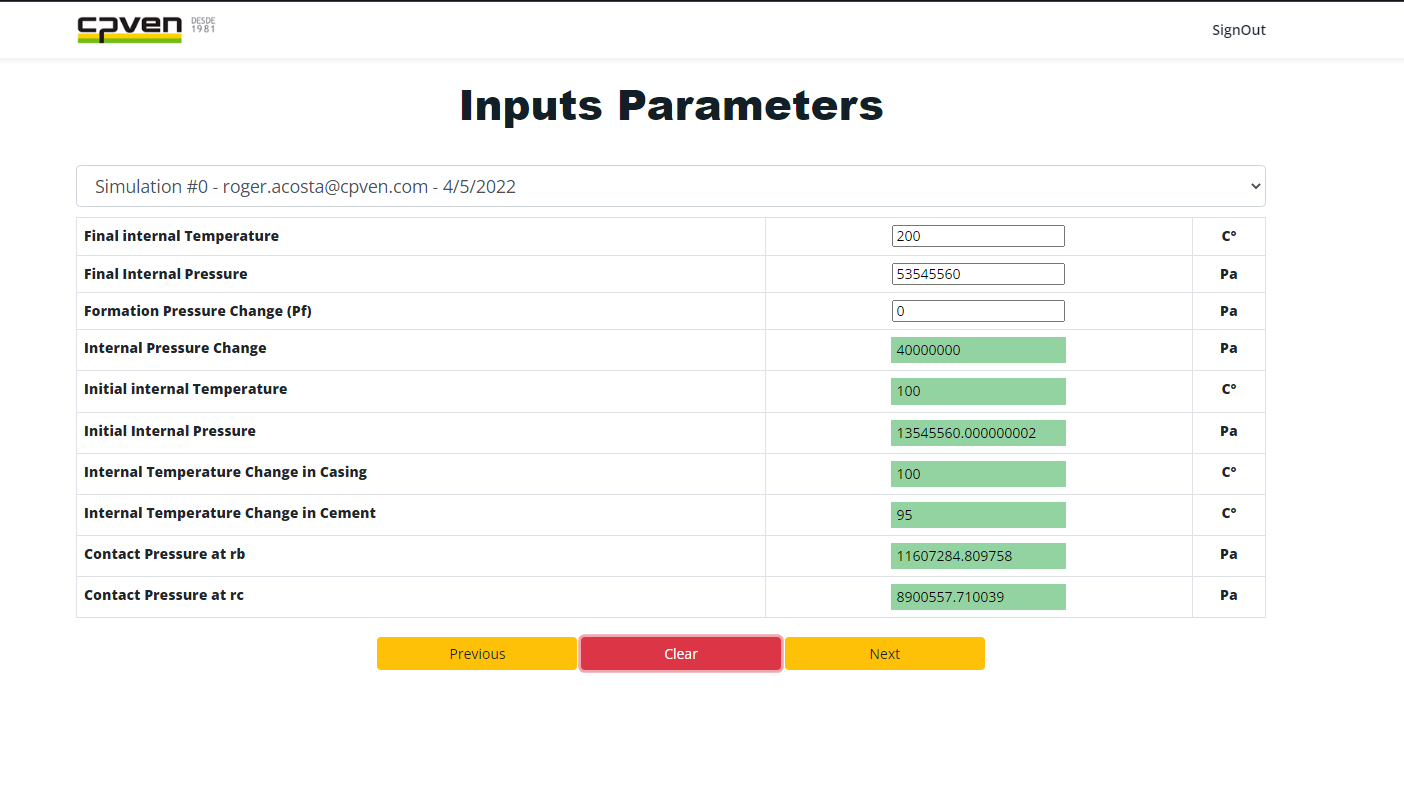 cpven DESDE 1981
SignOut
Inputs Parameters
Simulation #0 - roger.acosta@cpven.com - 4/5/2022
Final internal Temperature 200 C°
Final Internal Pressure 53545560 Pa
Formation Pressure Change (Pf) 0 Pa
Internal Pressure Change 40000000 Pa
Initial internal Temperature 100 C°
Initial Internal Pressure 13545560.000000002 Pa
Internal Temperature Change in Casing 100 C°
Internal Temperature Change in Cement 95 C°
Contact Pressure at rb 11607284.809758 Pa
Contact Pressure at rc 8900557.710039 Pa
Previous Clear Next